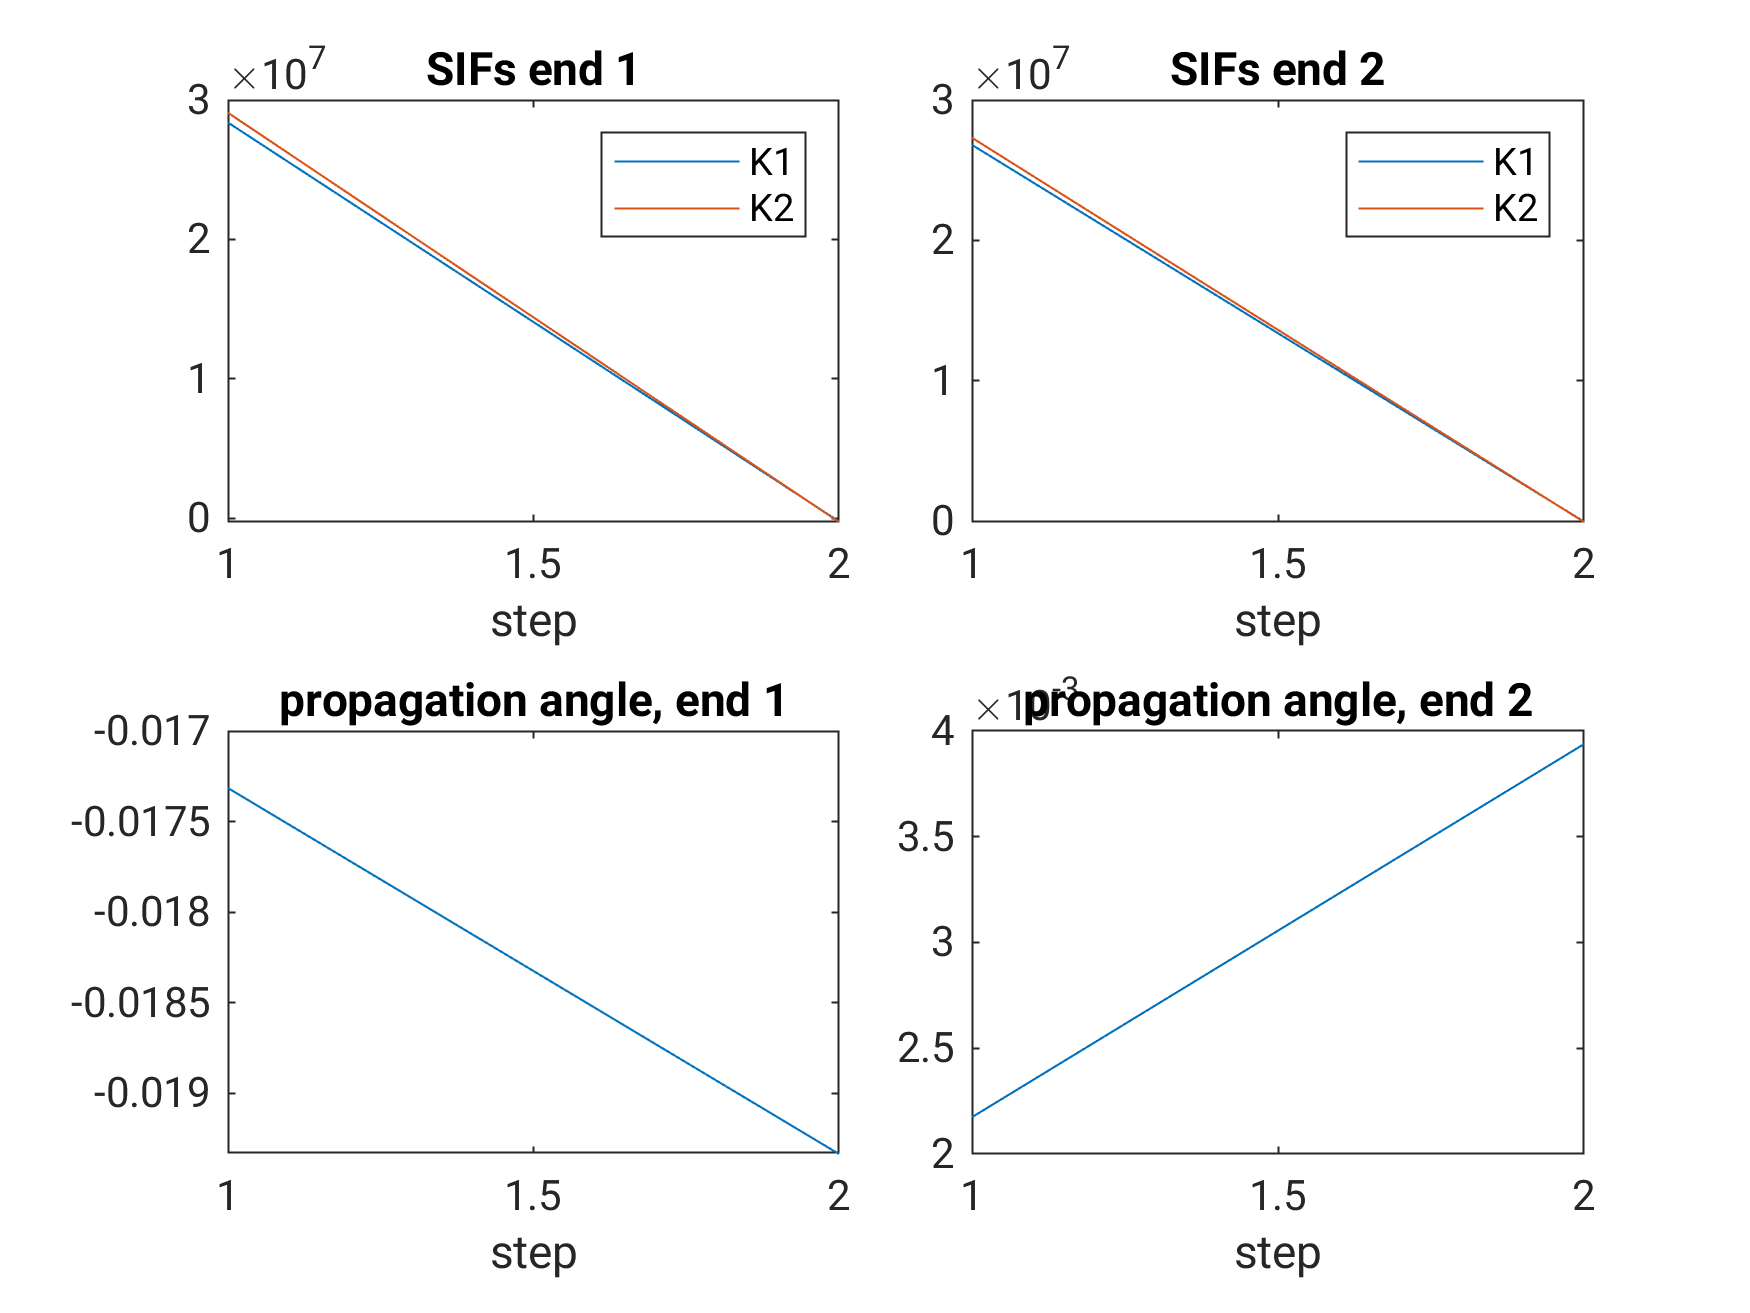 SIFs end 1
×10^7
3
2
1
0
K1
K2
1 1.5 2
step
SIFs end 2
×10^7
3
2
1
0
K1
K2
1 1.5 2
step
propagation angle, end 1
-0.017
-0.0175
-0.018
-0.0185
-0.019
1 1.5 2
step
propagation angle, end 2
×10^-3
4
3.5
3
2.5
2
1 1.5 2
step